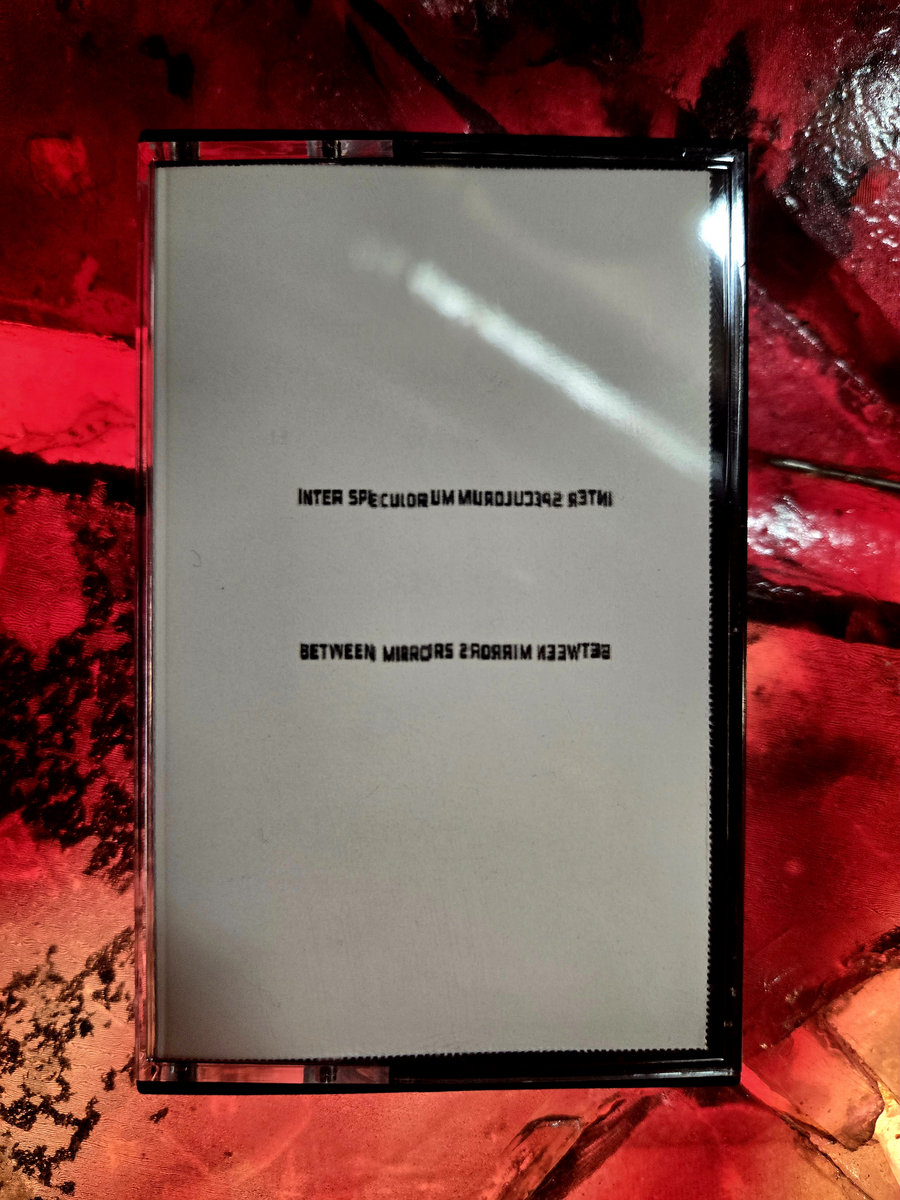 INTER SPECULORUM MUROLUCEPS RETNI
BETWEEN MIRRORS SRORRIM NEEWTEB